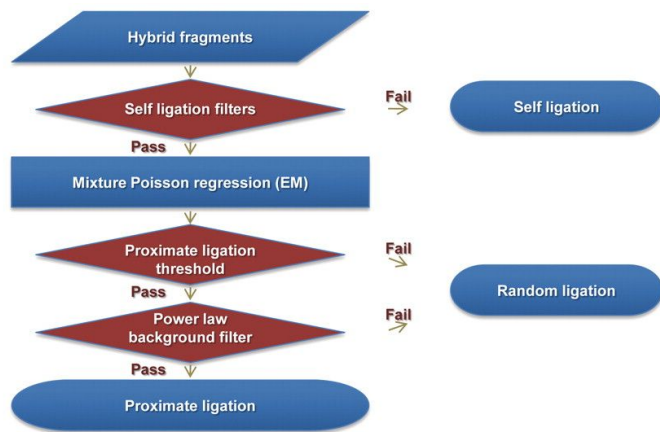 Hybrid fragments
Self ligation filters
Fail
Self ligation
Pass
Mixture Poisson regression (EM)
Proximate ligation
threshold
Fail
Pass
Random ligation
Power law
background filter
Fail
Pass
Proximate ligation